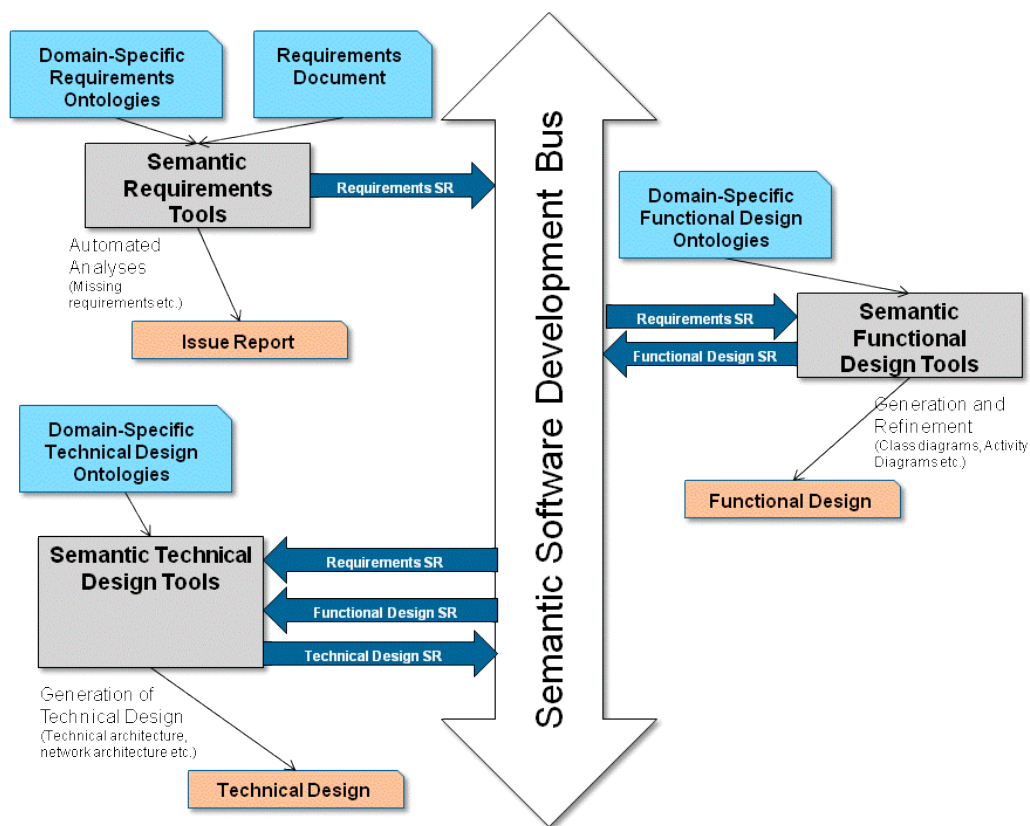 Domain-Specific
Requirements
Ontologies
Requirements
Document
Semantic
Requirements
Tools
Requirements SR
Automated
Analyses
(Missing
requirements etc.)
Issue Report
Semantic Software Development Bus
Domain-Specific
Functional Design
Ontologies
Requirements SR
Functional Design SR
Semantic
Functional
Design Tools
Generation and
Refinement
(Class diagrams, Activity
Diagrams etc.)
Functional Design
Domain-Specific
Technical Design
Ontologies
Semantic Technical
Design Tools
Requirements SR
Functional Design SR
Technical Design SR
Generation of
Technical Design
(Technical architecture,
network architecture etc.)
Technical Design